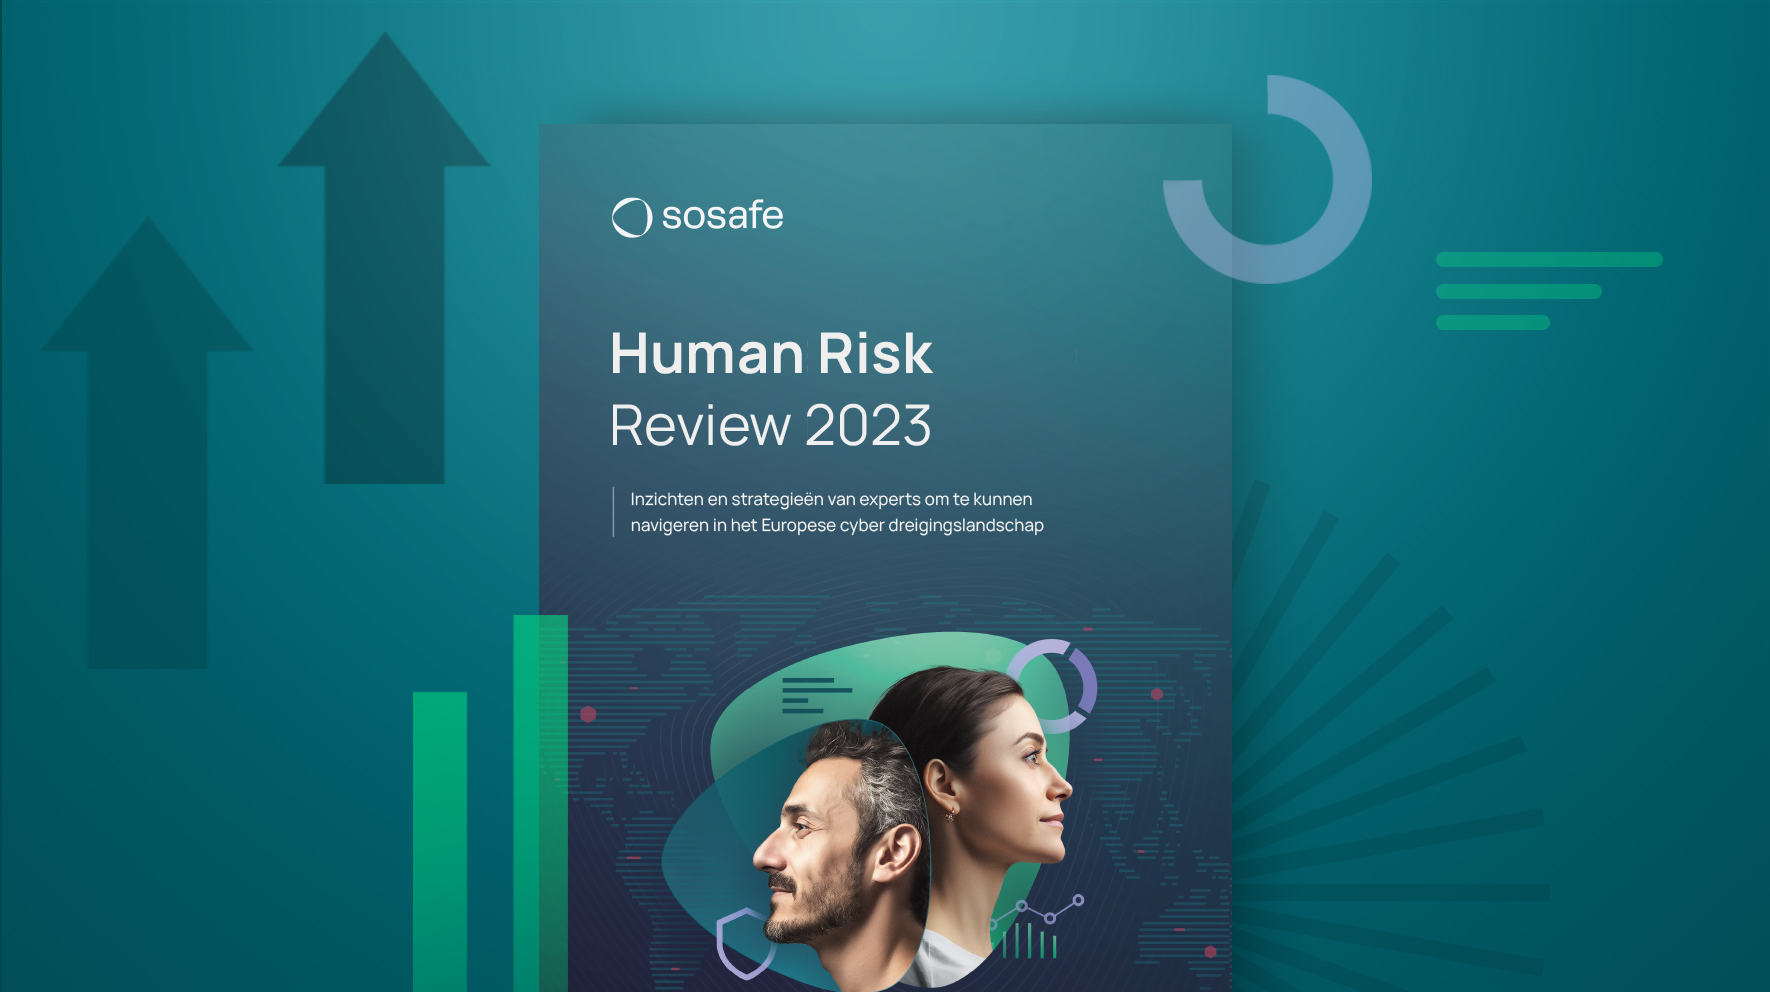 sosafe
Human Risk
Review 2023
Inzichten en strategieën van experts om te kunnen
navigeren in het Europese cyber dreigingslandschap